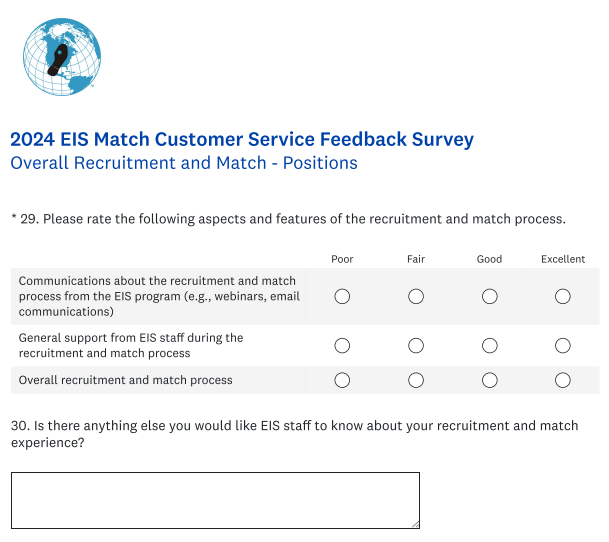 2024 EIS Match Customer Service Feedback Survey
Overall Recruitment and Match - Positions
* 29. Please rate the following aspects and features of the recruitment and match process.
Poor Fair Good Excellent
Communications about the recruitment and match
process from the EIS program (e.g., webinars, email
communications)
General support from EIS staff during the
recruitment and match process
Overall recruitment and match process
30. Is there anything else you would like EIS staff to know about your recruitment and match
experience?